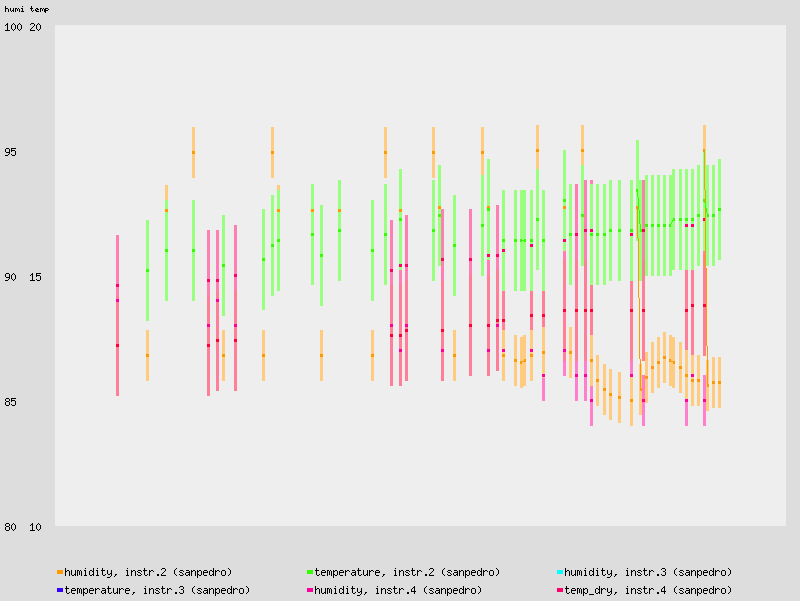 humi temp
100 20
95
90 15
85
80 10
humidity, instr.2 (sanpedro) temperature, instr.2 (sanpedro) humidity, instr.3 (sanpedro)
temperature, instr.3 (sanpedro) humidity, instr.4 (sanpedro) temp_dry, instr.4 (sanpedro)